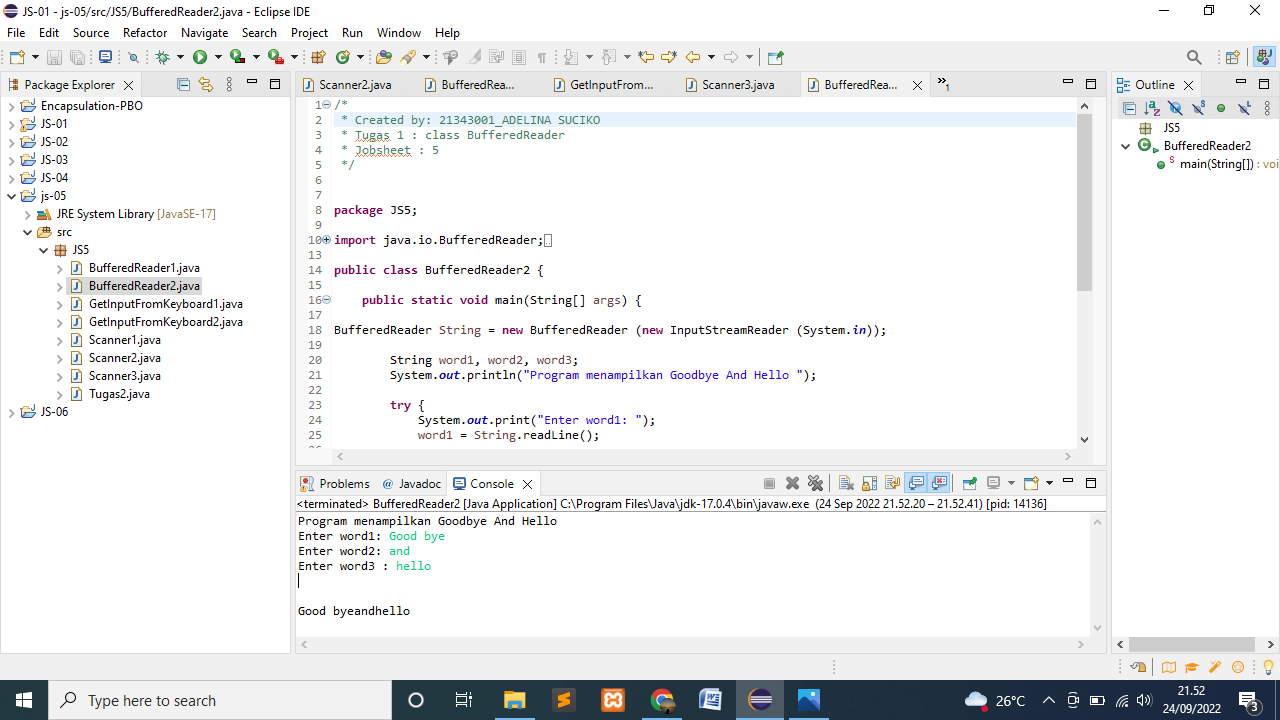 JS-01 - js-05/src/JS5/BufferedReader2.java - Eclipse IDE
File Edit Source Refactor Navigate Search Project Run Window Help
Package Explorer
Encapsulation-PBO
JS-01
JS-02
JS-03
JS-04
js-05
JRE System Library [JavaSE-17]
src
JS5
BufferedReader1.java
BufferedReader2.java
GetInputFromKeyboard1.java
GetInputFromKeyboard2.java
Scanner1.java
Scanner2.java
Scanner3.java
Tugas2.java
JS-06
Scanner2.java BufferedRea... GetInputFrom... Scanner3.java BufferedRea... »1
1 /*
2 * Created by: 21343001_ADELINA SUCIKO
3 * Tugas 1 : class BufferedReader
4 * Jobsheet : 5
5 */
6
7
8 package JS5;
9
10 import java.io.BufferedReader;
13
14 public class BufferedReader2 {
15
16 public static void main(String[] args) {
17
18 BufferedReader String = new BufferedReader (new InputStreamReader (System.in));
19
20 String word1, word2, word3;
21 System.out.println("Program menampilkan Goodbye And Hello ");
22
23 try {
24 System.out.print("Enter word1: ");
25 word1 = String.readLine();
Outline
JS5
BufferedReader2
main(String[]) : voi
Problems Javadoc Console
<terminated> BufferedReader2 [Java Application] C:\Program Files\Java\jdk-17.0.4\bin\javaw.exe (24 Sep 2022 21.52.20 – 21.52.41) [pid: 14136]
Program menampilkan Goodbye And Hello
Enter word1: Good bye
Enter word2: and
Enter word3 : hello
Good byeandhello
Type here to search
26°C
21.52
24/09/2022
3